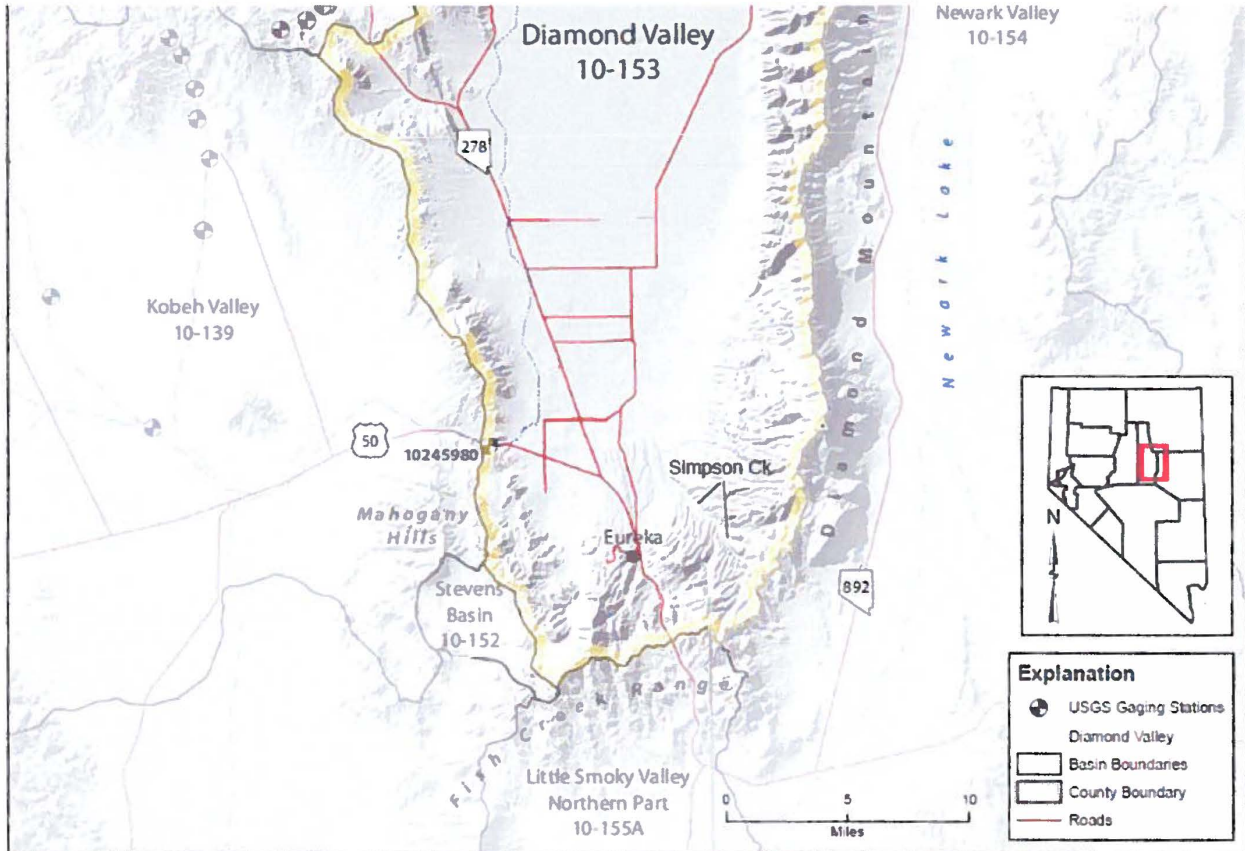 Diamond Valley
10-153
Newark Valley
10-154
278
Diamond Mountain
Newark Lake
Kobeh Valley
10-139
50
10245980
Simpson Ck
Mahogany
Hills
Eureka
Stevens
Basin
10-152
892
N
Fish Creek Range
Little Smoky Valley
Northern Part
10-155A
0 5 10
Miles
Explanation
USGS Gaging Stations
Diamond Valley
Basin Boundaries
County Boundary
Roads